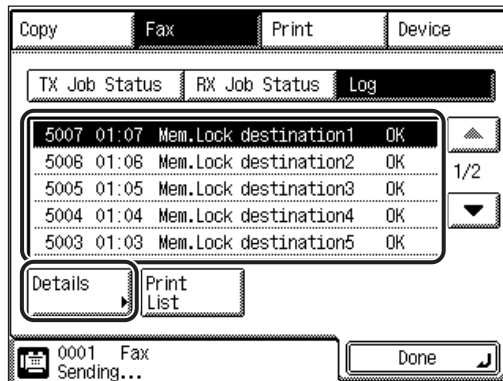 Copy Fax Print Device
TX Job Status RX Job Status Log
5007 01:07 Mem.Lock destination1 OK
5006 01:06 Mem.Lock destination2 OK
1/2
5005 01:05 Mem.Lock destination3 OK
5004 01:04 Mem.Lock destination4 OK
5003 01:03 Mem.Lock destination5 OK
Details Print
List
0001 Fax
Sending... Done